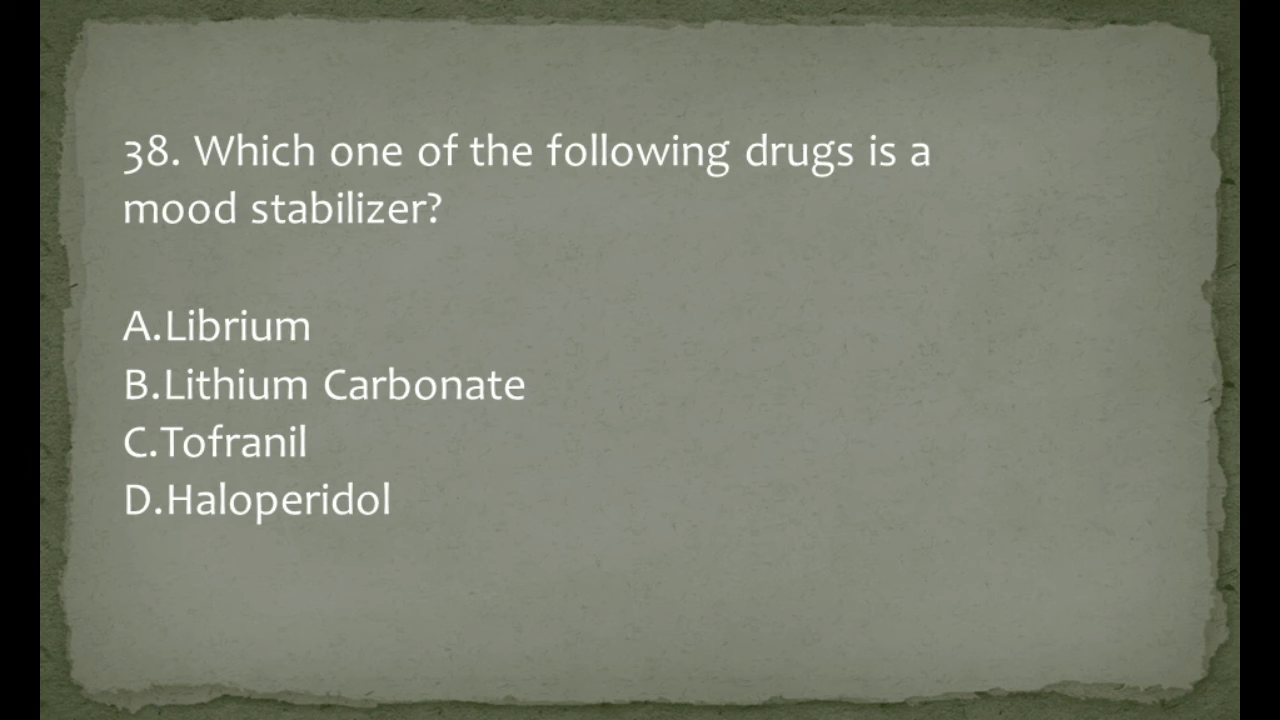 38. Which one of the following drugs is a
mood stabilizer?
A.Librium
B.Lithium Carbonate
C.Tofranil
D.Haloperidol